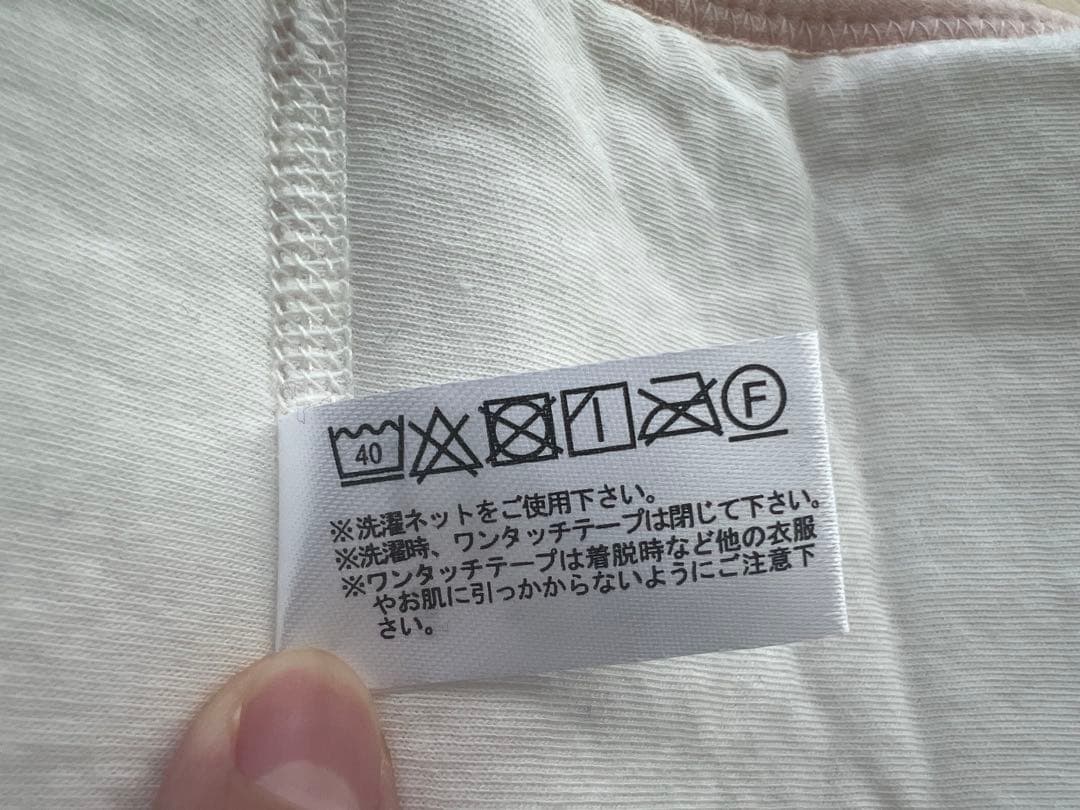 40 F
※洗濯ネットをご使用下さい。
※洗濯時、ワンタッチテープは閉じて下さい。
※ワンタッチテープは着脱時など他の衣服
やお肌に引っかからないようにご注意下
さい。